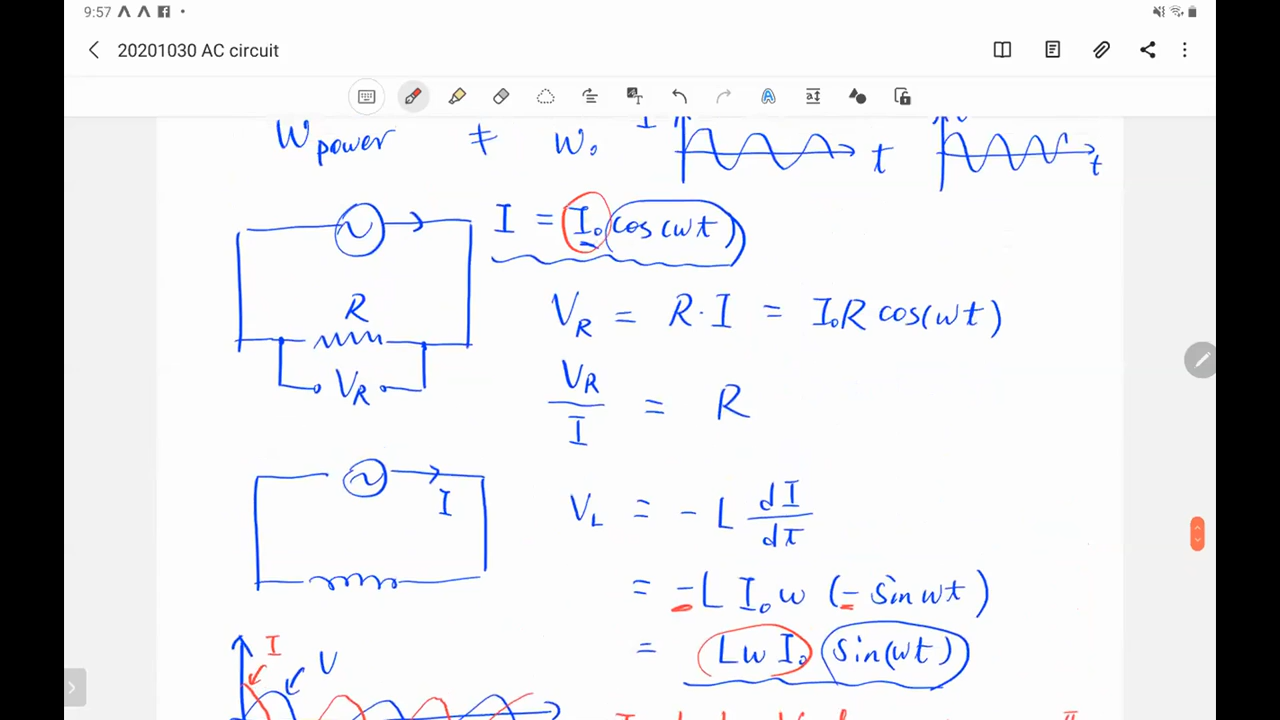 9:57
20201030 AC circuit
W power ≠ W₀ I t t
I = I₀ cos(ωt)
R
V_R = R·I = I₀R cos(ωt)
V_R
V_R / I = R
I
V_L = -L dI/dt
= -L I₀ ω (-sin ωt)
= Lω I₀ sin(ωt)
I
V